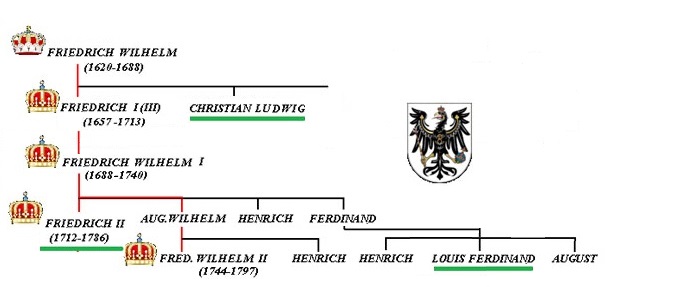 FRIEDRICH WILHELM
(1620-1688)
FRIEDRICH I (III)
(1657-1713)
CHRISTIAN LUDWIG
FRIEDRICH WILHELM I
(1688-1740)
FRIEDRICH II
(1712-1786)
AUG.WILHELM HENRICH FERDINAND
FRED. WILHELM II
(1744-1797)
HENRICH HENRICH LOUIS FERDINAND AUGUST